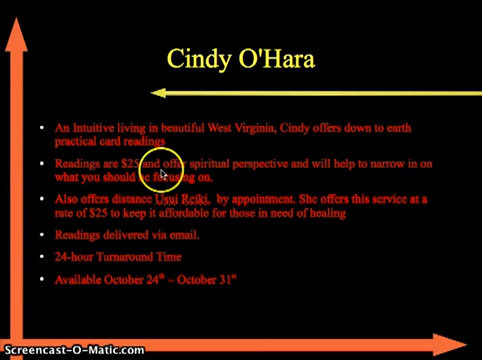 Cindy O'Hara
• An Intuitive living in beautiful West Virginia, Cindy offers down to earth
practical card readings
• Readings are $25 and offer spiritual perspective and will help to narrow in on
what you should be focusing on.
• Also offers distance Usui Reiki, by appointment. She offers this service at a
rate of $25 to keep it affordable for those in need of healing
• Readings delivered via email.
• 24-hour Turnaround Time
• Available October 24th – October 31st
Screencast-O-Matic.com